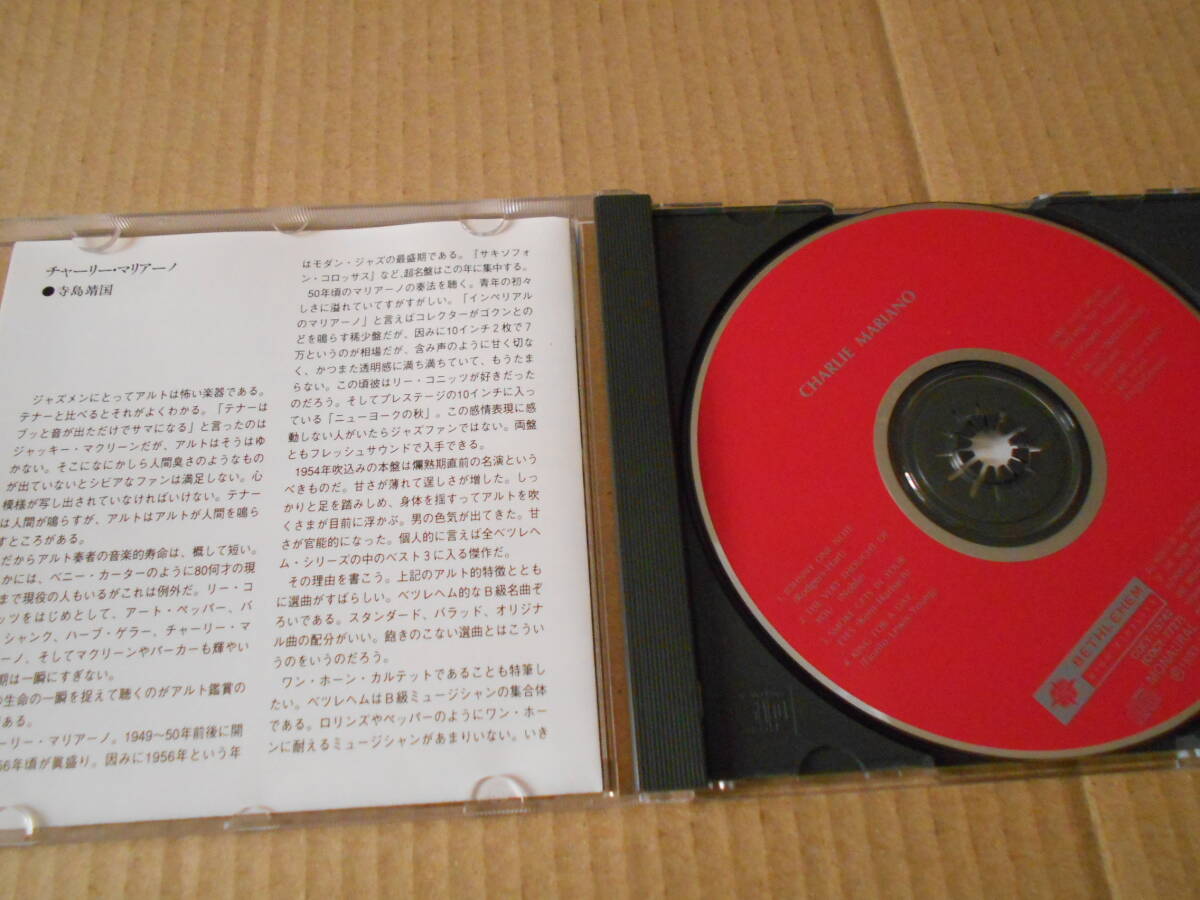 チャーリー・マリアーノ
●寺島靖国
ジャズメンにとってアルトは怖い楽器である。
テナーと比べるとそれがよくわかる。「テナーは
ブッと音が出ただけでサマになる」と言ったのは
ジャッキー・マクリーンだが、アルトはそうはゆ
かない。そこになにかしら人間臭さのようなもの
が出ていないとシビアなファンは満足しない。心
模様が写し出されていなければいけない。テナー
は人間が鳴らすが、アルトはアルトが人間を鳴ら
すところがある。
だからアルト奏者の音楽的寿命は、概して短い。
かには、ベニー・カーターのように80何才の現
まで現役の人もいるがこれは例外だ。リー・コ
ッツをはじめとして、アート・ペッパー、バ
シャンク、ハーブ・ゲラー、チャーリー・マ
ーノ、そしてマクリーンやパーカーも輝やい
期は一瞬にすぎない。
の生命の一瞬を捉えて聴くのがアルト鑑賞の
ある。
ーリー・マリアーノ。1949〜50年前後に開
56年頃が真盛り。因みに1956年という年
はモダン・ジャズの最盛期である。「サキソフォ
ン・コロッサス」など、超名盤はこの年に集中する。
50年頃のマリアーノの奏法を聴く。青年の初々
しさに溢れていてすがすがしい。「インペリアル
のマリアーノ」と言えばコレクターがゴクンとの
どを鳴らす稀少盤だが、因みに10インチ2枚で7
万というのが相場だが、含み声のように甘く切な
く、かつまた透明感に満ち満ちていて、もうたま
らない。この頃彼はリー・コニッツが好きだった
のだろう。そしてプレステージの10インチに入っ
ている「ニューヨークの秋」。この感情表現に感
動しない人がいたらジャズファンではない。両盤
ともフレッシュサウンドで入手できる。
1954年吹込みの本盤は爛熟期直前の名演という
べきものだ。甘さが薄れて逞しさが増した。しっ
かりと足を踏みしめ、身体を揺すってアルトを吹
くさまが目前に浮かぶ。男の色気が出てきた。甘
さが官能的になった。個人的に言えば全ベツレヘ
ム・シリーズの中のベスト3に入る傑作だ。
その理由を書こう。上記のアルト的特徴ととも
に選曲がすばらしい。ベツレヘム的なB級名曲ぞ
ろいである。スタンダード、バラッド、オリジナ
ル曲の配分がいい。飽きのこない選曲とはこうい
うのをいうのだろう。
ワン・ホーン・カルテットであることも特筆し
たい。ベツレヘムはB級ミュージシャンの集合体
である。ロリンズやペッパーのようにワン・ホー
ンに耐えるミュージシャンがあまりいない。いき
CHARLIE MARIANO
1. JOHNNY ONE NOTE
(Rodgers-Hart)
2. THE VERY THOUGHT OF
YOU (Noble)
3. SMOKE GETS IN YOUR
EYES (Kern-Harbach)
4. KING FOR A DAY
(Fiorito-Lewis-Young)
BETHLEHEM
MONAURAL